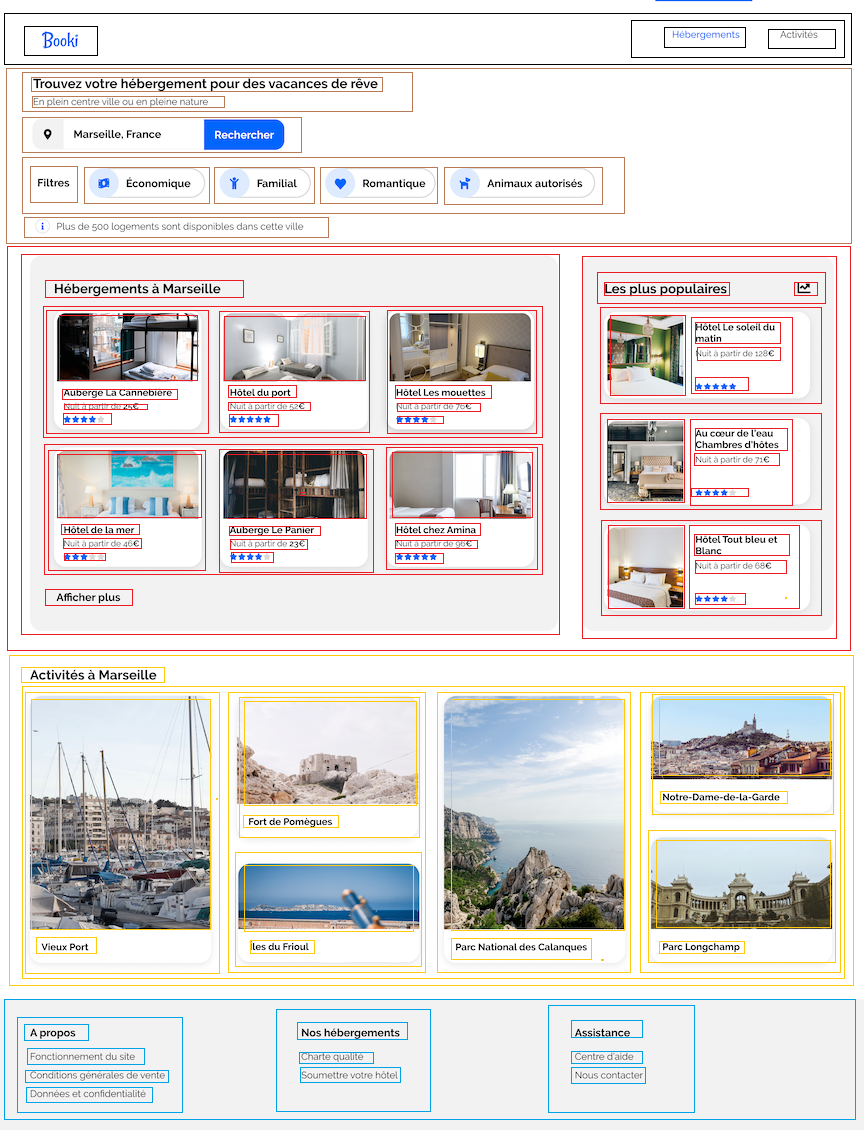 Booki
Hébergements
Activités
Trouvez votre hébergement pour des vacances de rêve
En plein centre ville ou en pleine nature
Marseille, France
Rechercher
Filtres
Économique
Familial
Romantique
Animaux autorisés
Plus de 500 logements sont disponibles dans cette ville
Hébergements à Marseille
Auberge La Cannebière
Nuit à partir de 25€
Hôtel du port
Nuit à partir de 52€
Hôtel Les mouettes
Nuit à partir de 76€
Hôtel de la mer
Nuit à partir de 46€
Auberge Le Panier
Nuit à partir de 23€
Hôtel chez Amina
Nuit à partir de 96€
Afficher plus
Les plus populaires
Hôtel Le soleil du
matin
Nuit à partir de 128€
Au cœur de l'eau
Chambres d'hôtes
Nuit à partir de 71€
Hôtel Tout bleu et
Blanc
Nuit à partir de 68€
Activités à Marseille
Vieux Port
Fort de Pomègues
Iles du Frioul
Parc National des Calanques
Notre-Dame-de-la-Garde
Parc Longchamp
A propos
Fonctionnement du site
Conditions générales de vente
Données et confidentialité
Nos hébergements
Charte qualité
Soumettre votre hôtel
Assistance
Centre d'aide
Nous contacter